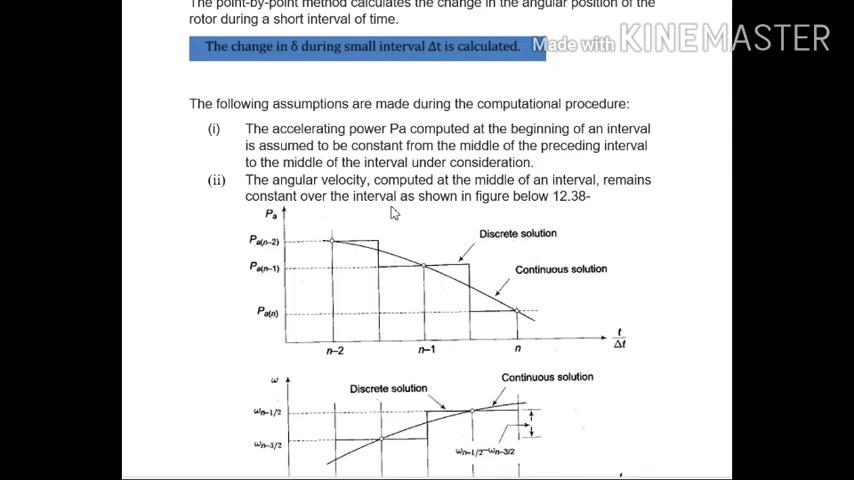 The point-by-point method calculates the change in the angular position of the
rotor during a short interval of time.
The change in δ during small interval Δt is calculated.
Made with KINEMASTER
The following assumptions are made during the computational procedure:
(i) The accelerating power Pa computed at the beginning of an interval
is assumed to be constant from the middle of the preceding interval
to the middle of the interval under consideration.
(ii) The angular velocity, computed at the middle of an interval, remains
constant over the interval as shown in figure below 12.38-
Pa
Pa(n–2)
Discrete solution
Pa(n–1)
Continuous solution
Pa(n)
t
Δt
n–2 n–1 n
ω
Continuous solution
Discrete solution
ωn–1/2
ωn–3/2
ωn–1/2–ωn–3/2